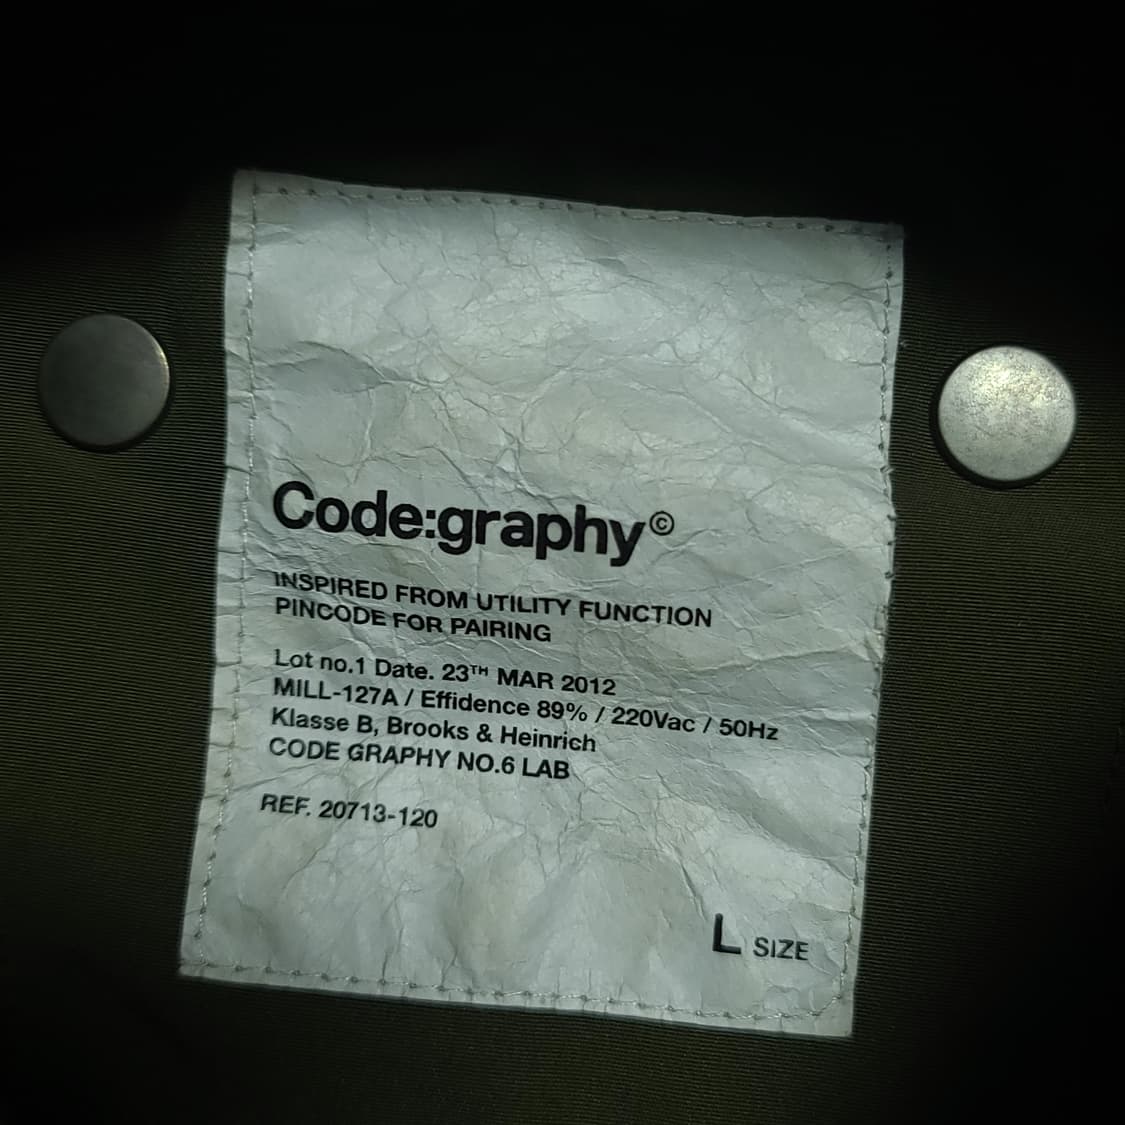 Code:graphy©
INSPIRED FROM UTILITY FUNCTION
PINCODE FOR PAIRING
Lot no.1 Date. 23TH MAR 2012
MILL-127A / Effidence 89% / 220Vac / 50Hz
Klasse B, Brooks & Heinrich
CODE GRAPHY NO.6 LAB
REF. 20713-120
L SIZE